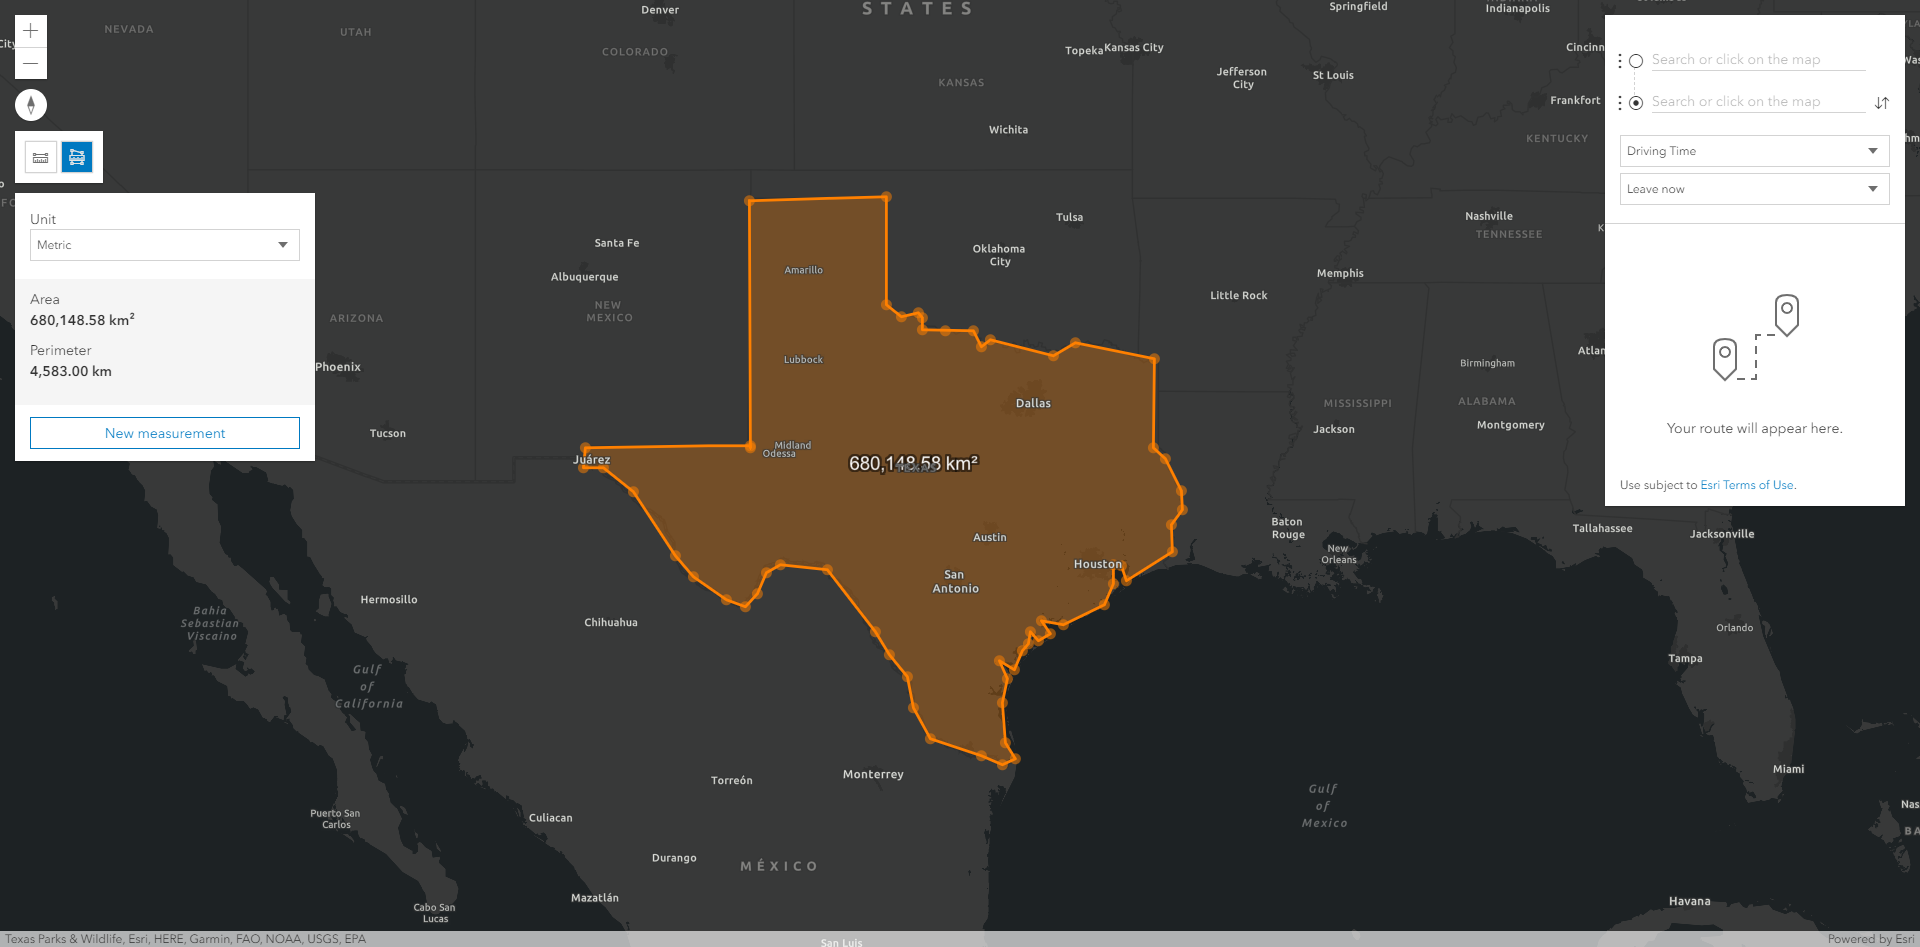 Denver
STATES
Springfield
Indianapolis
NEVADA
UTAH
COLORADO
Topeka
Kansas City
Cincinn
KANSAS
Jefferson
City
St Louis
Frankfort
KENTUCKY
Wichita
Search or click on the map
Search or click on the map
Driving Time
Leave now
Unit
Metric
Area
680,148.58 km²
Perimeter
4,583.00 km
New measurement
Santa Fe
Albuquerque
NEW
MEXICO
ARIZONA
Phoenix
Tucson
Amarillo
Lubbock
Midland
Odessa
Juárez
Tulsa
Oklahoma
City
Nashville
TENNESSEE
Memphis
Little Rock
Dallas
680,148.58 km²
TEXAS
Austin
San
Antonio
Houston
Birmingham
Atlan
MISSISSIPPI
ALABAMA
Jackson
Montgomery
Your route will appear here.
Use subject to Esri Terms of Use.
Baton
Rouge
New
Orleans
Tallahassee
Jacksonville
Orlando
Tampa
Miami
Hermosillo
Chihuahua
Bahia
Sebastian
Viscaino
Gulf
of
California
Torreón
Monterrey
Gulf
of
Mexico
Puerto San
Carlos
Culiacan
Durango
MÉXICO
Mazatlán
Cabo San
Lucas
Havana
Nas
BA
San Luis
Texas Parks & Wildlife, Esri, HERE, Garmin, FAO, NOAA, USGS, EPA
Powered by Esri